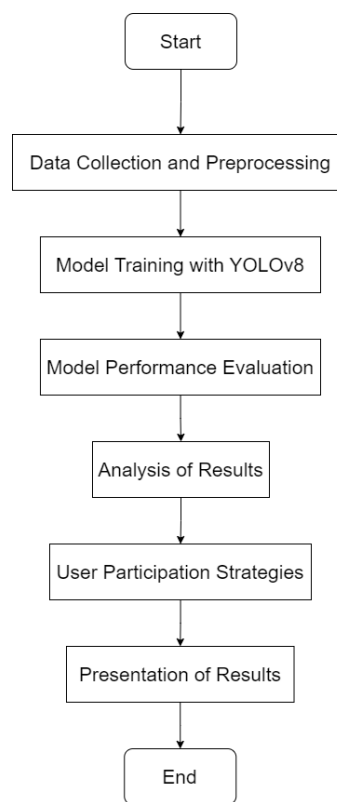 Start
Data Collection and Preprocessing
Model Training with YOLOv8
Model Performance Evaluation
Analysis of Results
User Participation Strategies
Presentation of Results
End